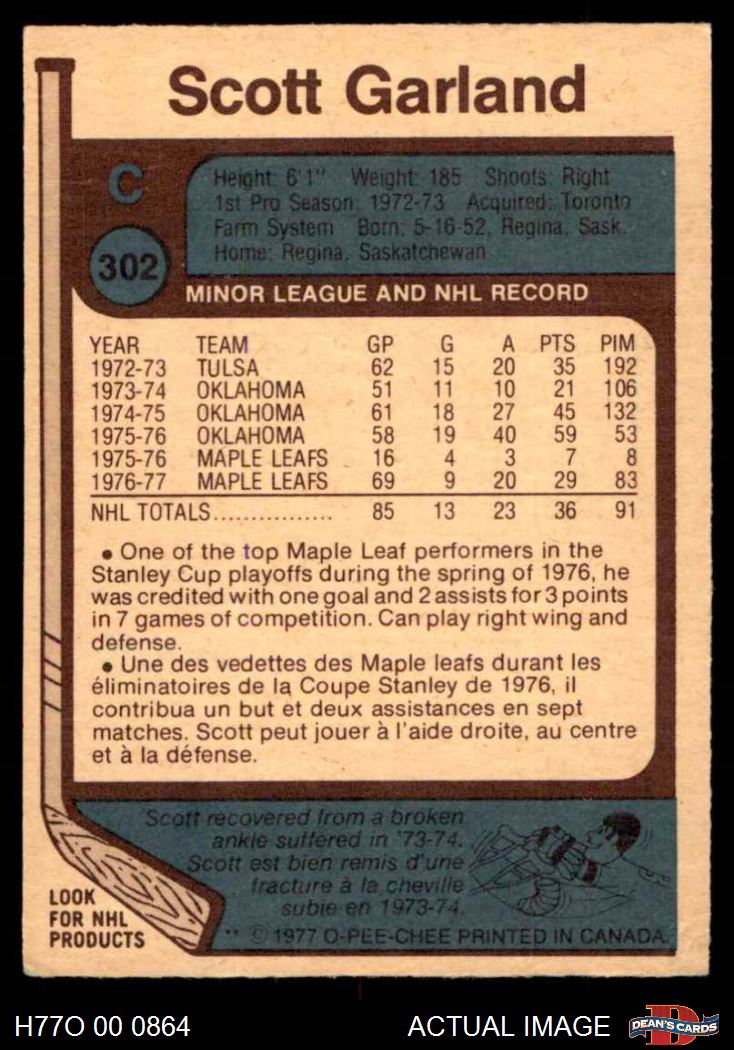 Scott Garland
C
Height: 6'1" Weight: 185 Shoots: Right
1st Pro Season: 1972-73 Acquired: Toronto
Farm System Born: 5-16-52, Regina, Sask.
Home: Regina, Saskatchewan
302
MINOR LEAGUE AND NHL RECORD
YEAR TEAM GP G A PTS PIM
1972-73 TULSA 62 15 20 35 192
1973-74 OKLAHOMA 51 11 10 21 106
1974-75 OKLAHOMA 61 18 27 45 132
1975-76 OKLAHOMA 58 19 40 59 53
1975-76 MAPLE LEAFS 16 4 3 7 8
1976-77 MAPLE LEAFS 69 9 20 29 83
NHL TOTALS................ 85 13 23 36 91
• One of the top Maple Leaf performers in the
Stanley Cup playoffs during the spring of 1976, he
was credited with one goal and 2 assists for 3 points
in 7 games of competition. Can play right wing and
defense.
• Une des vedettes des Maple leafs durant les
éliminatoires de la Coupe Stanley de 1976, il
contribua un but et deux assistances en sept
matches. Scott peut jouer à l'aide droite, au centre
et à la défense.
Scott recovered from a broken
ankle suffered in '73-74.
Scott est bien remis d'une
fracture à la cheville
subie en 1973-74.
LOOK
FOR NHL
PRODUCTS
** © 1977 O-PEE-CHEE PRINTED IN CANADA.
H77O 00 0864
ACTUAL IMAGE
D
DEAN'S CARDS